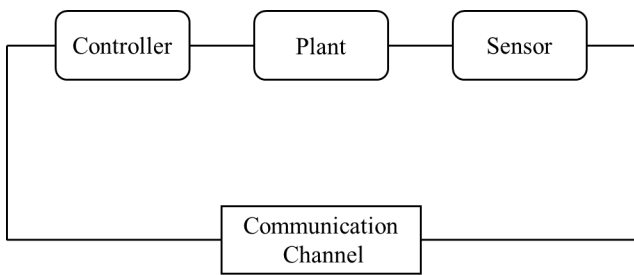 Controller
Plant
Sensor
Communication
Channel